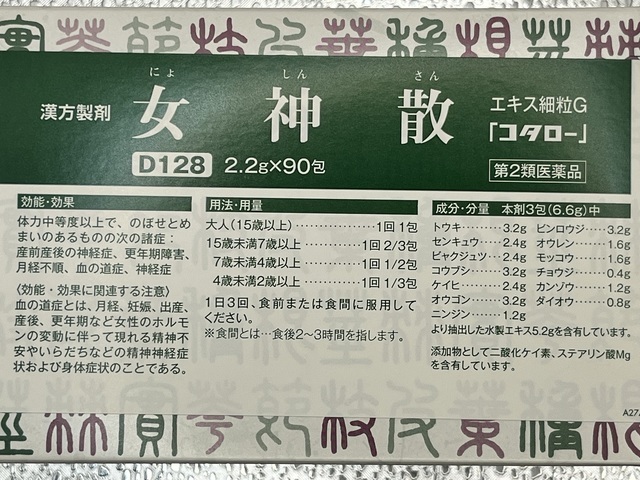 にょ しん さん
漢方製剤 女神散 エキス細粒G
「コタロー」
D128 2.2g×90包 第2類医薬品
効能・効果
体力中等度以上で、のぼせとめ
まいのあるものの次の諸症：
産前産後の神経症、更年期障害、
月経不順、血の道症、神経症
〈効能・効果に関連する注意〉
血の道症とは、月経、妊娠、出産、
産後、更年期など女性のホルモ
ンの変動に伴って現れる精神不
安やいらだちなどの精神神経症
状および身体症状のことである。
用法・用量
大人(15歳以上)……………1回 1包
15歳未満7歳以上…………1回 2/3包
7歳未満4歳以上…………1回 1/2包
4歳未満2歳以上…………1回 1/3包
1日3回、食前または食間に服用して
ください。
※食間とは…食後2～3時間を指します。
成分・分量 本剤3包(6.6g)中
トウキ………3.2g ビンロウジ…3.2g
センキュウ…2.4g オウレン……1.6g
ビャクジュツ…2.4g モッコウ……1.6g
コウブシ……3.2g チョウジ……0.4g
ケイヒ………2.4g カンゾウ……1.2g
オウゴン……3.2g ダイオウ……0.8g
ニンジン……1.2g
より抽出した水製エキス5.2gを含有しています。
添加物として二酸化ケイ素、ステアリン酸Mg
を含有しています。